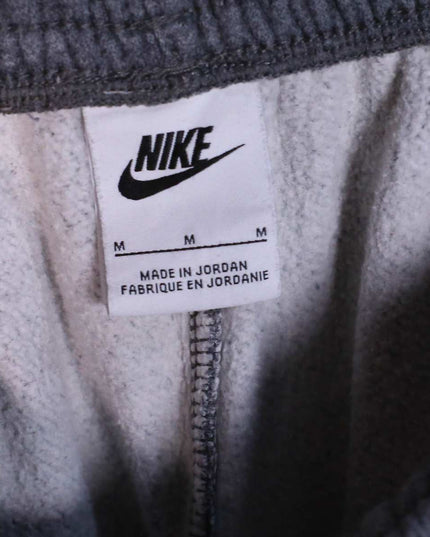 NIKE
M M M
MADE IN JORDAN
FABRIQUE EN JORDANIE